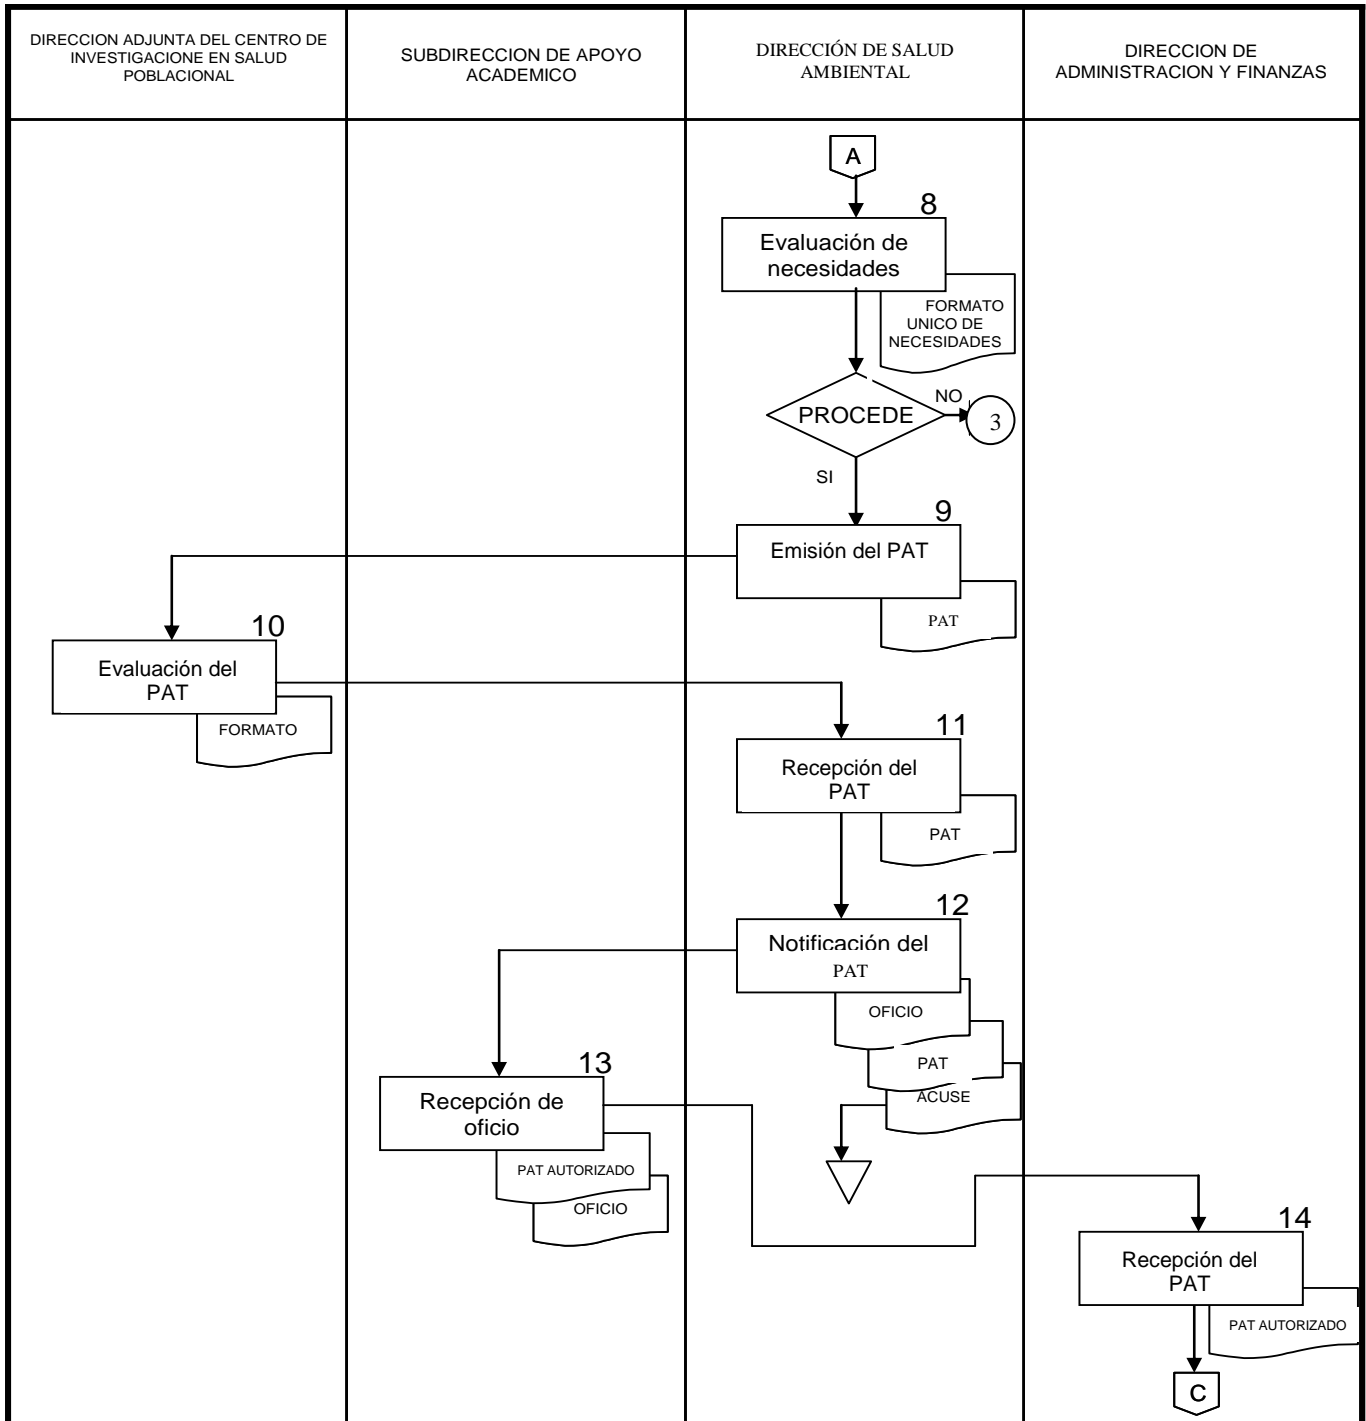 DIRECCION ADJUNTA DEL CENTRO DE
INVESTIGACIONE EN SALUD
POBLACIONAL
SUBDIRECCION DE APOYO
ACADEMICO
DIRECCIÓN DE SALUD
AMBIENTAL
DIRECCION DE
ADMINISTRACION Y FINANZAS
A
8
Evaluación de
necesidades
FORMATO
UNICO DE
NECESIDADES
PROCEDE
NO
3
SI
9
Emisión del PAT
PAT
10
Evaluación del
PAT
FORMATO
11
Recepción del
PAT
PAT
12
Notificación del
PAT
OFICIO
PAT
ACUSE
13
Recepción de
oficio
PAT AUTORIZADO
OFICIO
14
Recepción del
PAT
PAT AUTORIZADO
C